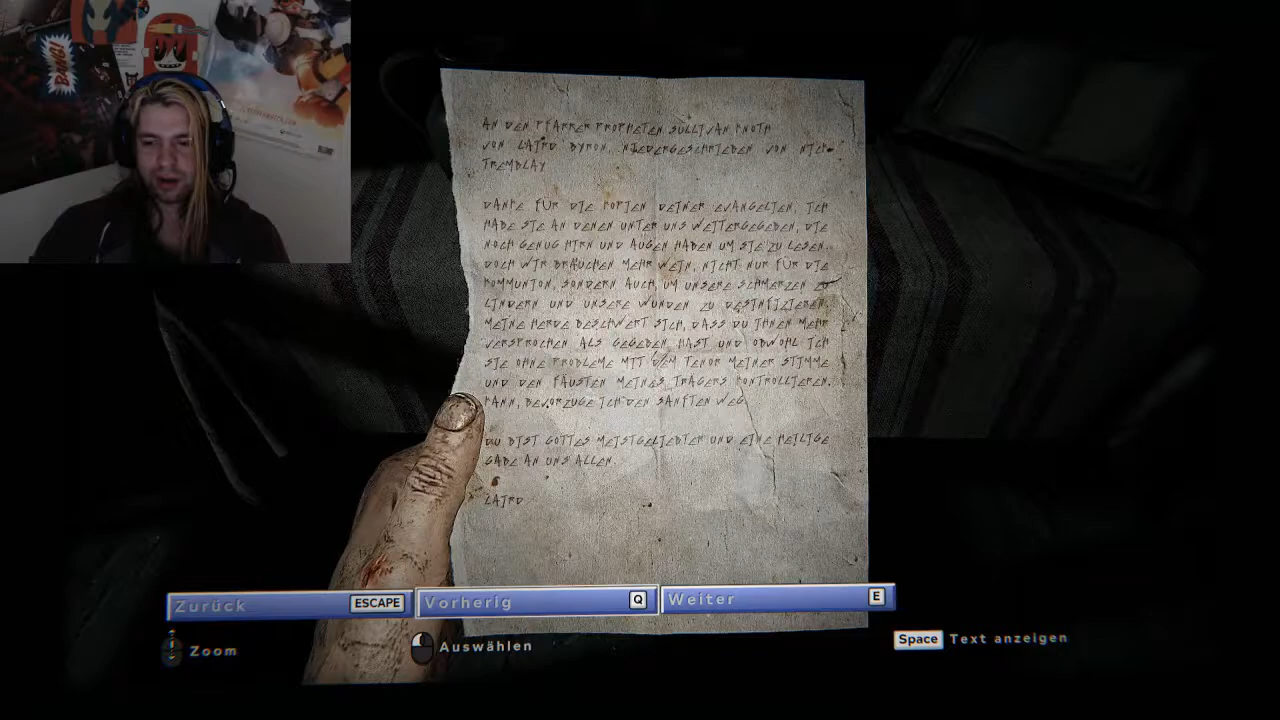 BANG!
AN DEN PFARRER PROPHETEN SULLIVAN KNOTH
VON LAIRD BYRON, NIEDERGESCHRIEBEN VON NICK
TREMBLAY
DANKE FÜR DIE KOPIEN DEINER EVANGELIEN, ICH
HABE SIE AN DENEN UNTER UNS WEITERGEGEBEN, DIE
NOCH GENUG HIRN UND AUGEN HABEN UM SIE ZU LESEN.
DOCH WIR BRAUCHEN MEHR WEIN, NICHT NUR FÜR DIE
KOMMUNION, SONDERN AUCH, UM UNSERE SCHMERZEN ZU
LINDERN UND UNSERE WUNDEN ZU DESINFIZIEREN.
MEINE HERDE BESCHWERT SICH, DASS DU IHNEN MEHR
VERSPROCHEN ALS GEGEBEN HAST UND OBWOHL ICH
SIE OHNE PROBLEME MIT DEM TENOR MEINER STIMME
UND DEN FÄUSTEN MEINES TRÄGERS KONTROLLIEREN
KANN, BEVORZUGE ICH DEN SANFTEN WEG.
DU BIST GOTTES MEISTGELIEBTER UND EINE HEILIGE
GABE AN UNS ALLEN.
LAIRD
Zurück ESCAPE Vorherig Q Weiter E
Zoom Auswählen Space Text anzeigen